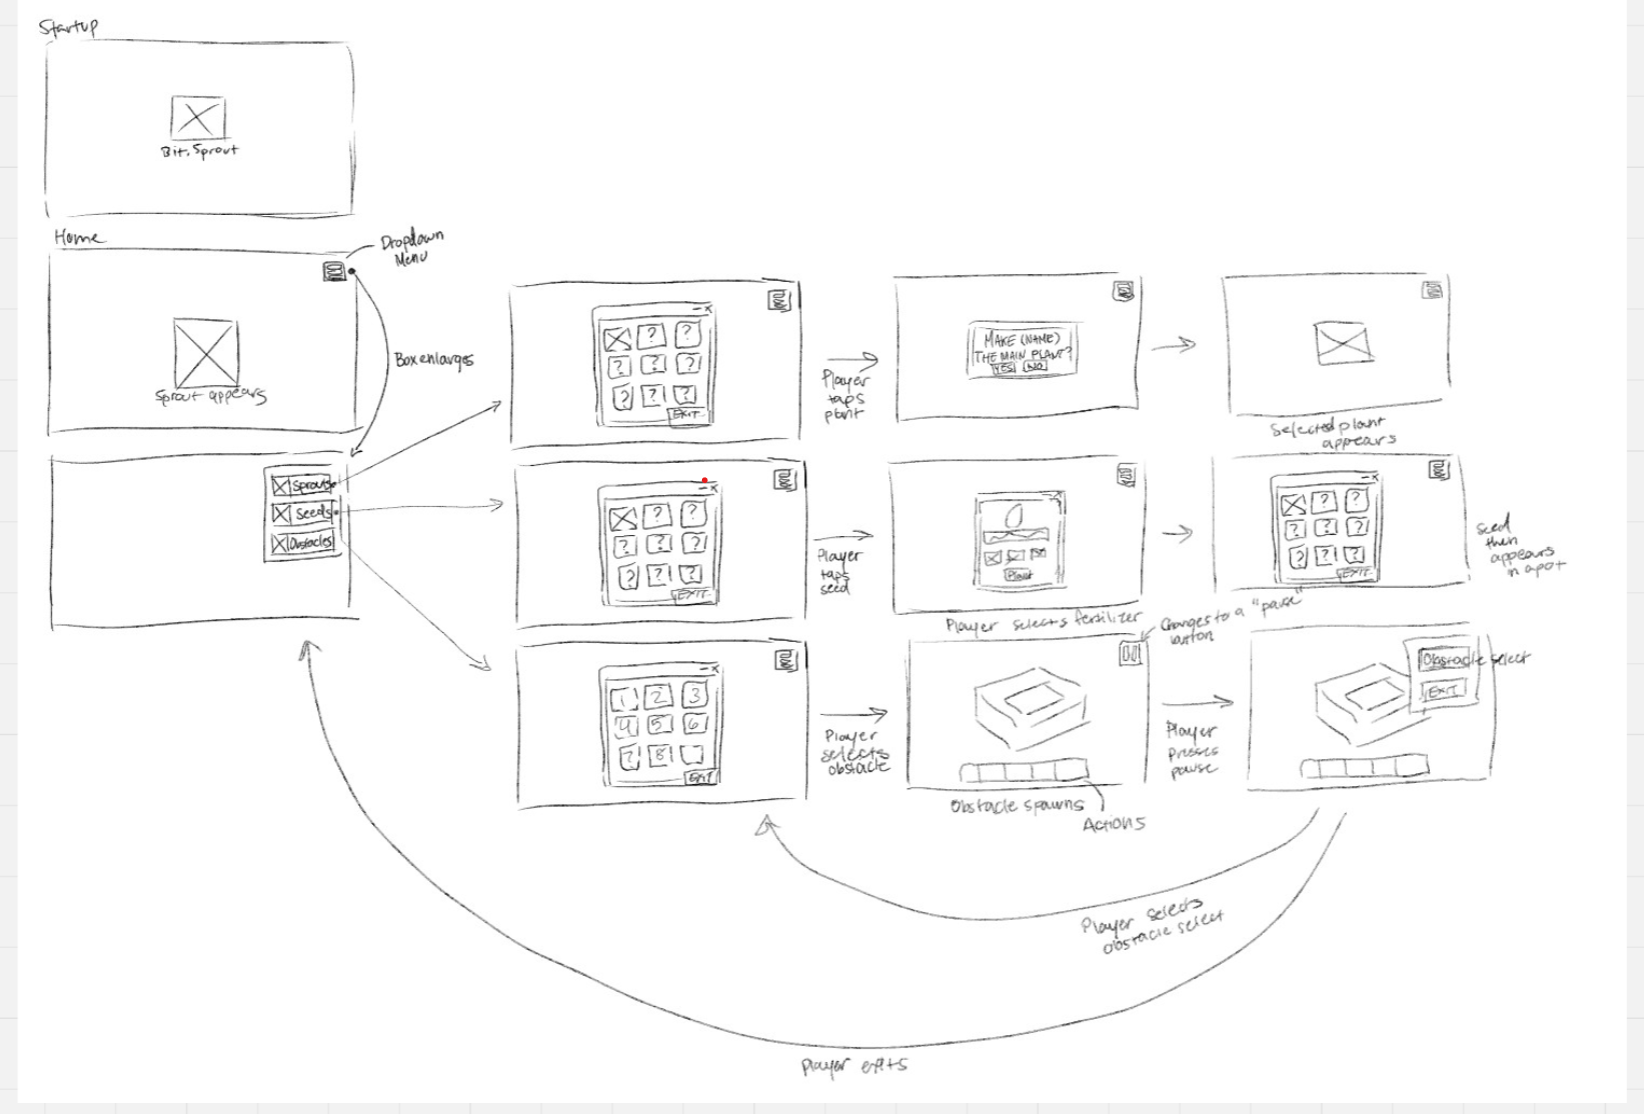 Startup
Bit.Sprout
Home
Dropdown
Menu
Box enlarges
Sprout appears
Sprouts
Seeds
Obstacles
? ?
? ? ?
? ? ?
EXIT
Player
taps
plant
MAKE (NAME)
THE MAIN PLANT?
YES NO
Selected plant
appears
? ?
? ? ?
? ? ?
EXIT
Player
taps
seed
Plant
Player selects fertilizer
? ?
? ? ?
? ? ?
EXIT
Seed
then
appears
in a pot
Changes to a "pause"
button
1 2 3
4 5 6
7 8
EXIT
Player
selects
obstacle
Obstacle spawns
Actions
Player
presses
pause
Obstacle select
EXIT
Player selects
obstacle select
Player exits